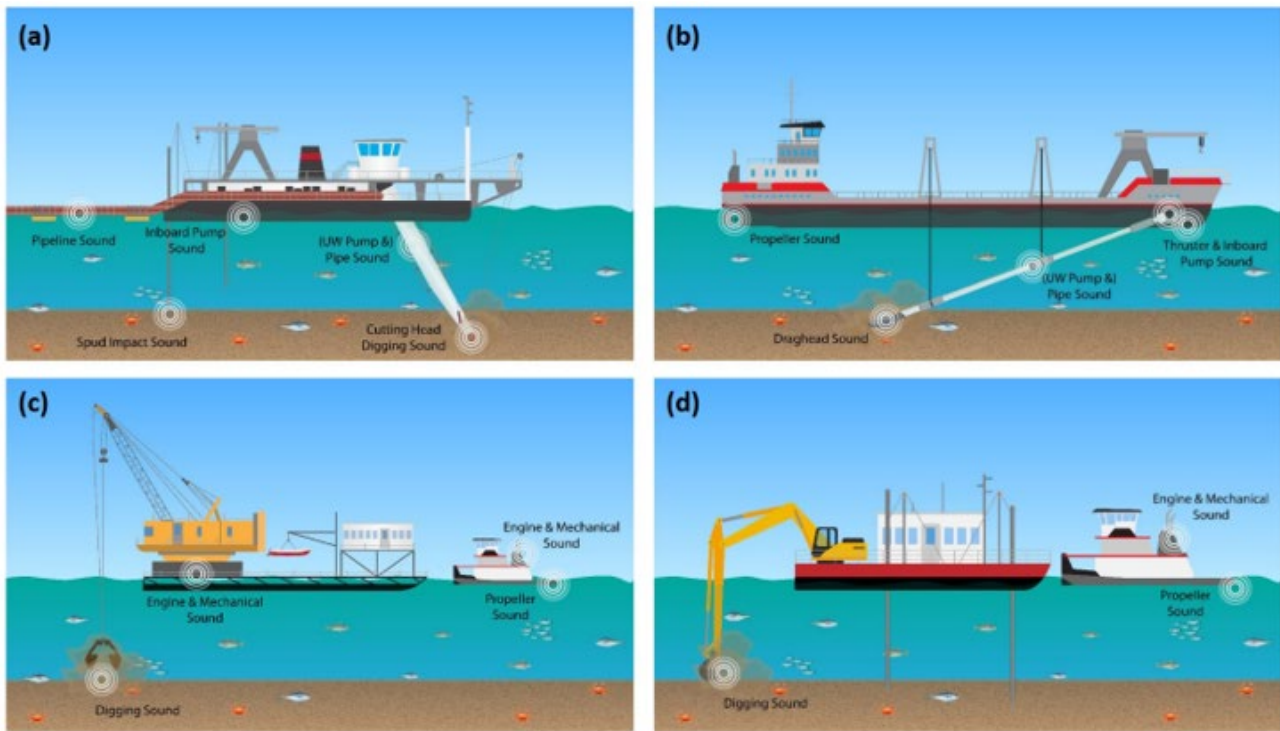 (a)
Pipeline Sound
Inboard Pump
Sound
(UW Pump &)
Pipe Sound
Spud Impact Sound
Cutting Head
Digging Sound
(b)
Propeller Sound
Thruster & Inboard
Pump Sound
(UW Pump &)
Pipe Sound
Draghead Sound
(c)
Engine & Mechanical
Sound
Engine & Mechanical
Sound
Propeller
Sound
Digging Sound
(d)
Engine & Mechanical
Sound
Propeller
Sound
Digging Sound